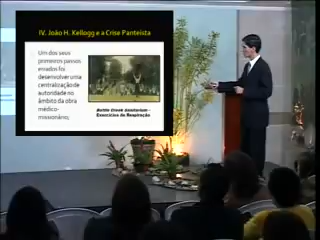 IV. João H. Kellogg e a Crise Panteísta
Um dos seus
primeiros passos
errados foi
desenvolver uma
centralização de
autoridade no
âmbito da obra
médico-
missionária;
Battle Creek Sanatorium -
Exercícios de Respiração